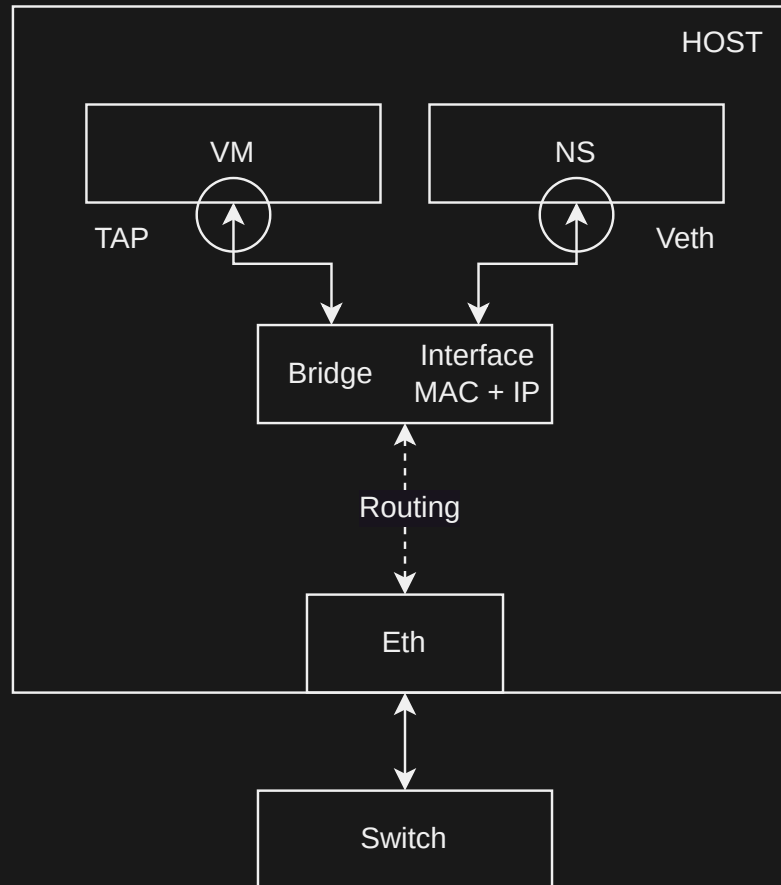 HOST
VM
NS
TAP
Veth
Bridge
Interface
MAC + IP
Routing
Eth
Switch